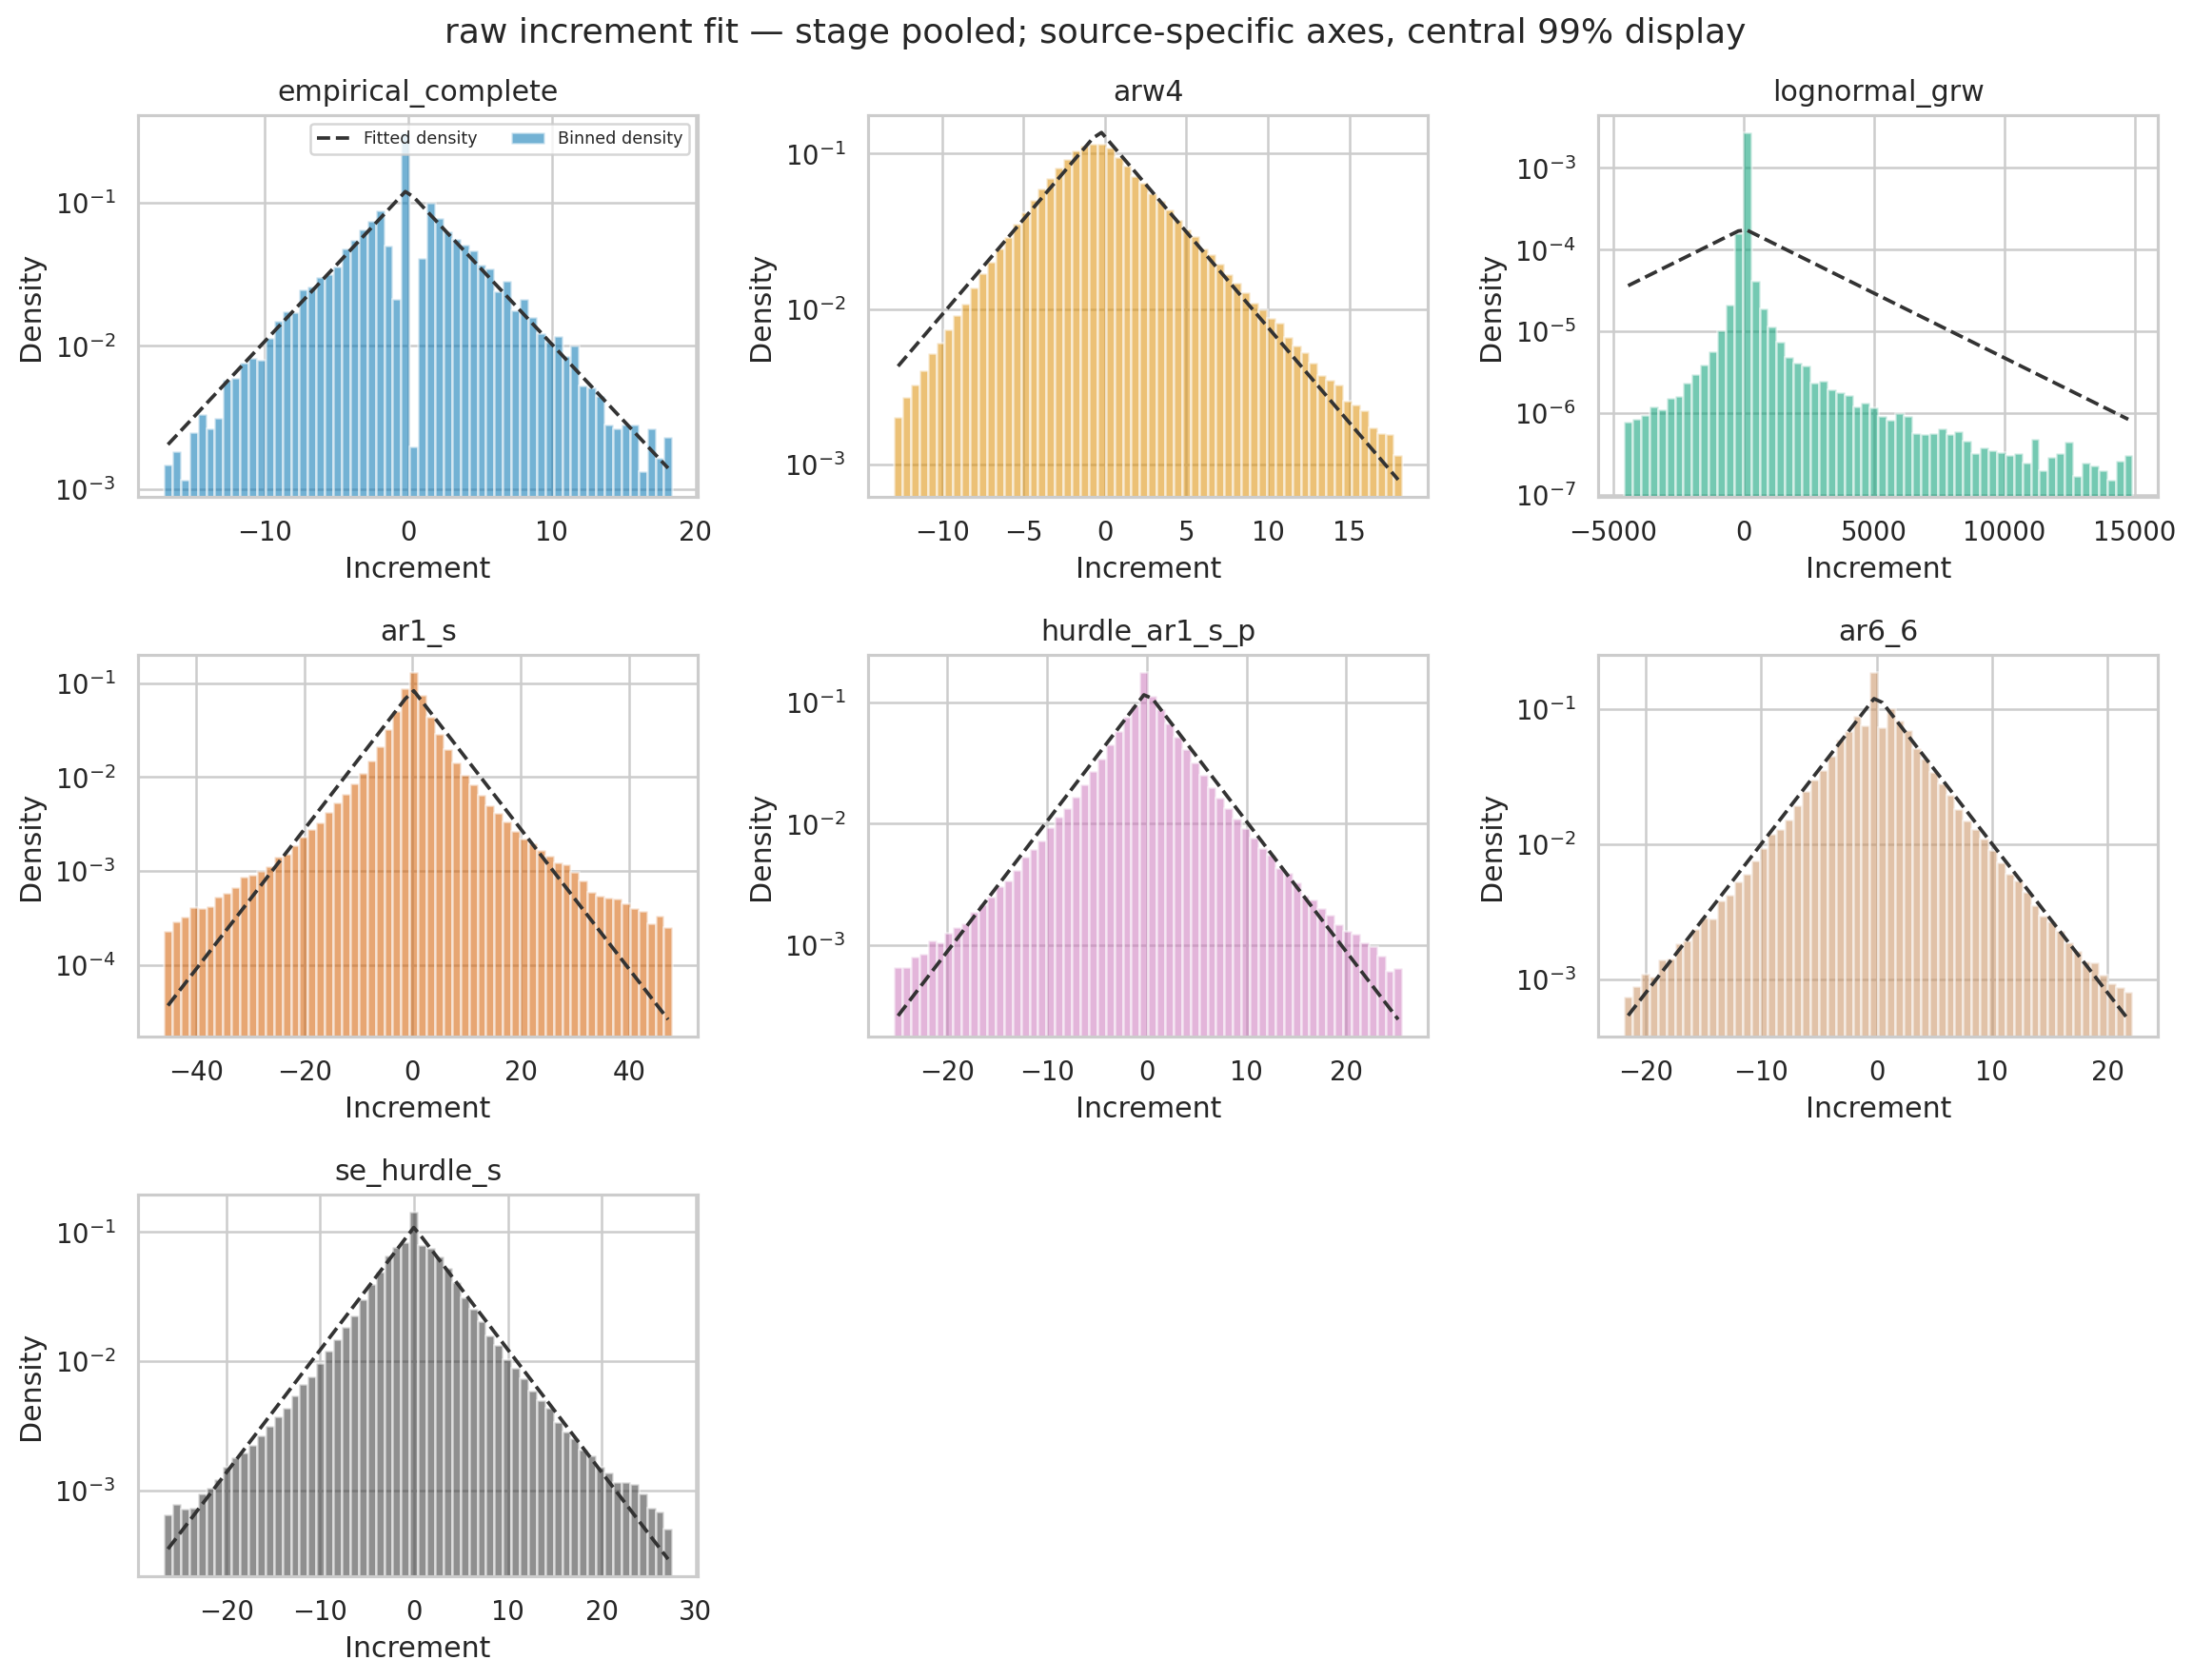 raw increment fit — stage pooled; source-specific axes, central 99% display
empirical_complete
Fitted density
Binned density
Density
10⁻¹
10⁻²
10⁻³
−10
0
10
20
Increment
arw4
Density
10⁻¹
10⁻²
10⁻³
−10
−5
0
5
10
15
Increment
lognormal_grw
Density
10⁻³
10⁻⁴
10⁻⁵
10⁻⁶
10⁻⁷
−5000
0
5000
10000
15000
Increment
ar1_s
Density
10⁻¹
10⁻²
10⁻³
10⁻⁴
−40
−20
0
20
40
Increment
hurdle_ar1_s_p
Density
10⁻¹
10⁻²
10⁻³
−20
−10
0
10
20
Increment
ar6_6
Density
10⁻¹
10⁻²
10⁻³
−20
−10
0
10
20
Increment
se_hurdle_s
Density
10⁻¹
10⁻²
10⁻³
−20
−10
0
10
20
30
Increment